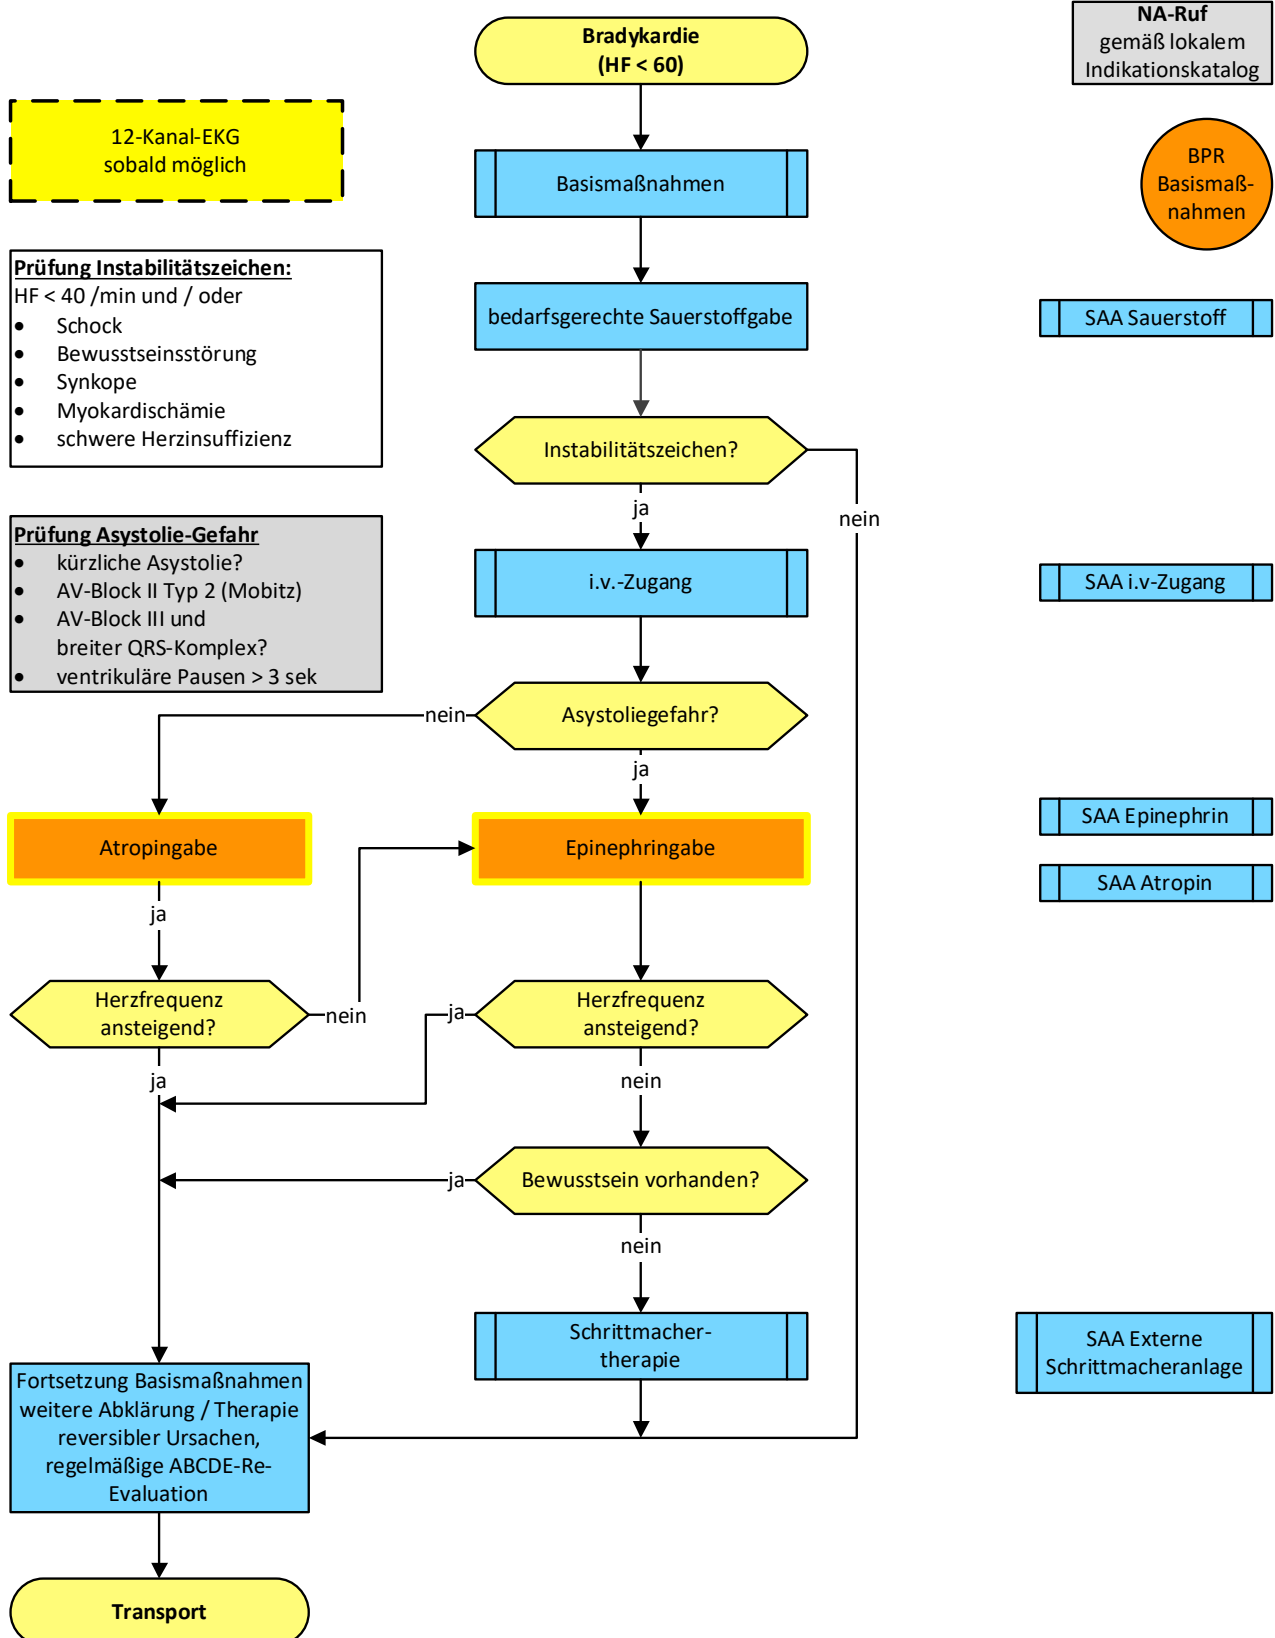 Bradykardie
(HF < 60)
NA-Ruf
gemäß lokalem
Indikationskatalog
12-Kanal-EKG
sobald möglich
Basismaßnahmen
BPR
Basismaß-
nahmen
Prüfung Instabilitätszeichen:
HF < 40 /min und / oder
• Schock
• Bewusstseinsstörung
• Synkope
• Myokardischämie
• schwere Herzinsuffizienz
bedarfsgerechte Sauerstoffgabe
SAA Sauerstoff
Instabilitätszeichen?
ja
nein
Prüfung Asystolie-Gefahr
• kürzliche Asystolie?
• AV-Block II Typ 2 (Mobitz)
• AV-Block III und
breiter QRS-Komplex?
• ventrikuläre Pausen > 3 sek
i.v.-Zugang
SAA i.v-Zugang
nein
Asystoliegefahr?
ja
Atropingabe
Epinephringabe
SAA Epinephrin
SAA Atropin
ja
Herzfrequenz
ansteigend?
nein
ja
Herzfrequenz
ansteigend?
ja
nein
ja
Bewusstsein vorhanden?
nein
Schrittmacher-
therapie
SAA Externe
Schrittmacheranlage
Fortsetzung Basismaßnahmen
weitere Abklärung / Therapie
reversibler Ursachen,
regelmäßige ABCDE-Re-
Evaluation
Transport